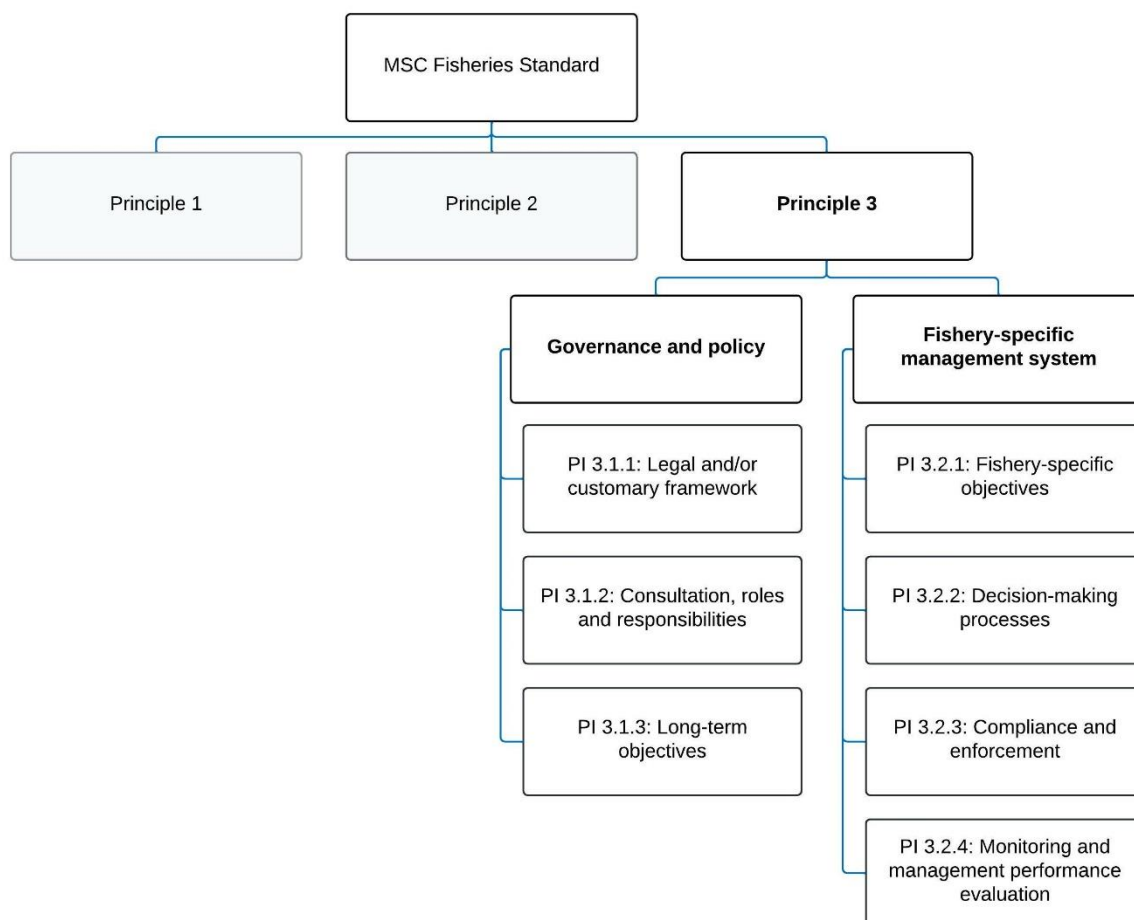 MSC Fisheries Standard
Principle 1
Principle 2
Principle 3
Governance and policy
Fishery-specific
management system
PI 3.1.1: Legal and/or
customary framework
PI 3.2.1: Fishery-specific
objectives
PI 3.1.2: Consultation, roles
and responsibilities
PI 3.2.2: Decision-making
processes
PI 3.1.3: Long-term
objectives
PI 3.2.3: Compliance and
enforcement
PI 3.2.4: Monitoring and
management performance
evaluation